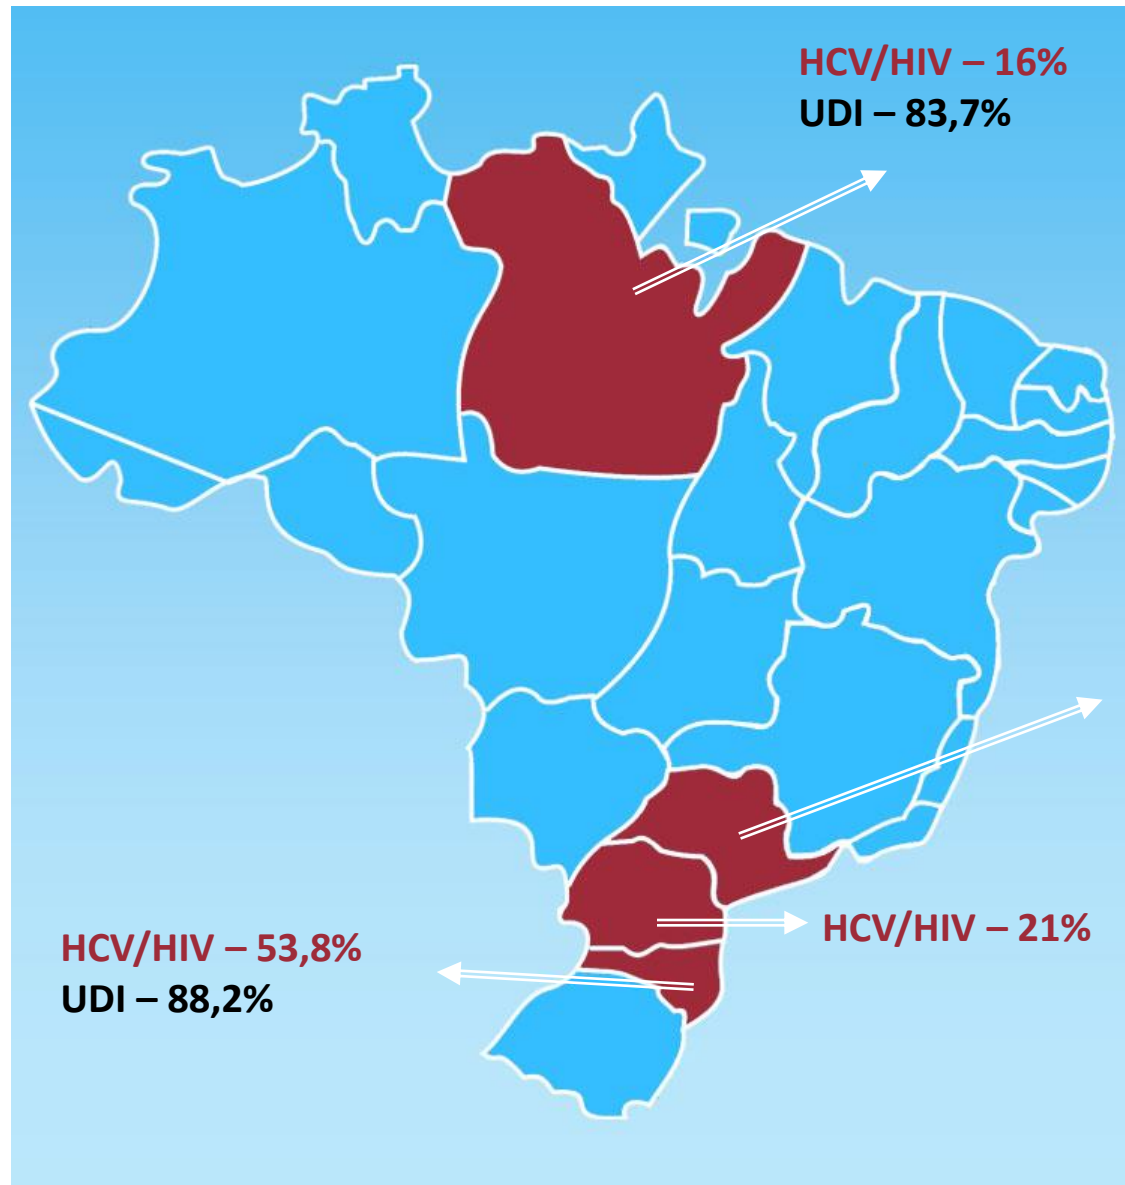 HCV/HIV – 16%
UDI – 83,7%
HCV/HIV – 21%
HCV/HIV – 53,8%
UDI – 88,2%